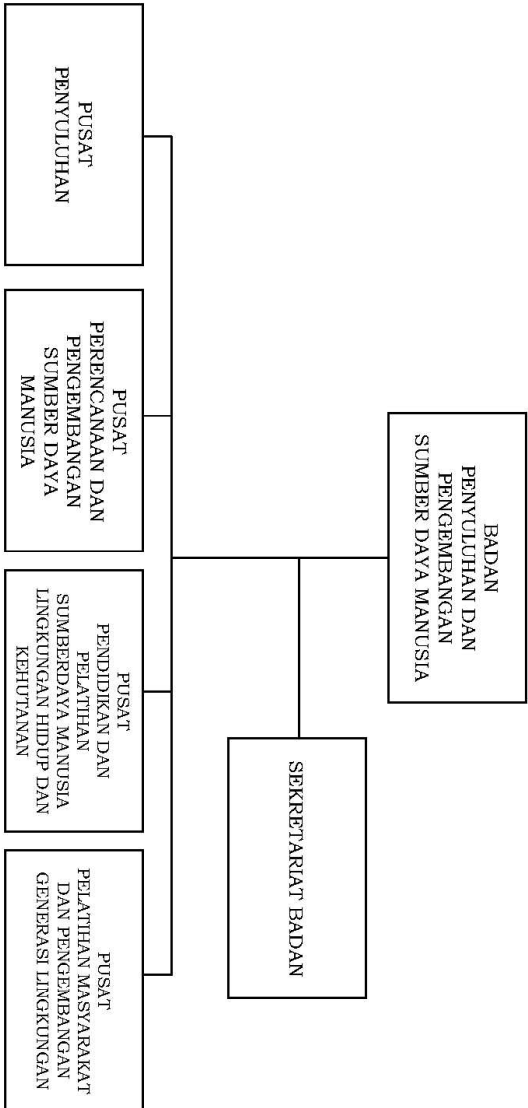 BADAN
PENYULUHAN DAN
PENGEMBANGAN
SUMBER DAYA MANUSIA
SEKRETARIAT BADAN
PUSAT
PENYULUHAN
PUSAT
PERENCANAAN DAN
PENGEMBANGAN
SUMBER DAYA
MANUSIA
PUSAT
PENDIDIKAN DAN
PELATIHAN
SUMBERDAYA MANUSIA
LINGKUNGAN HIDUP DAN
KEHUTANAN
PUSAT
PELATIHAN MASYARAKAT
DAN PENGEMBANGAN
GENERASI LINGKUNGAN